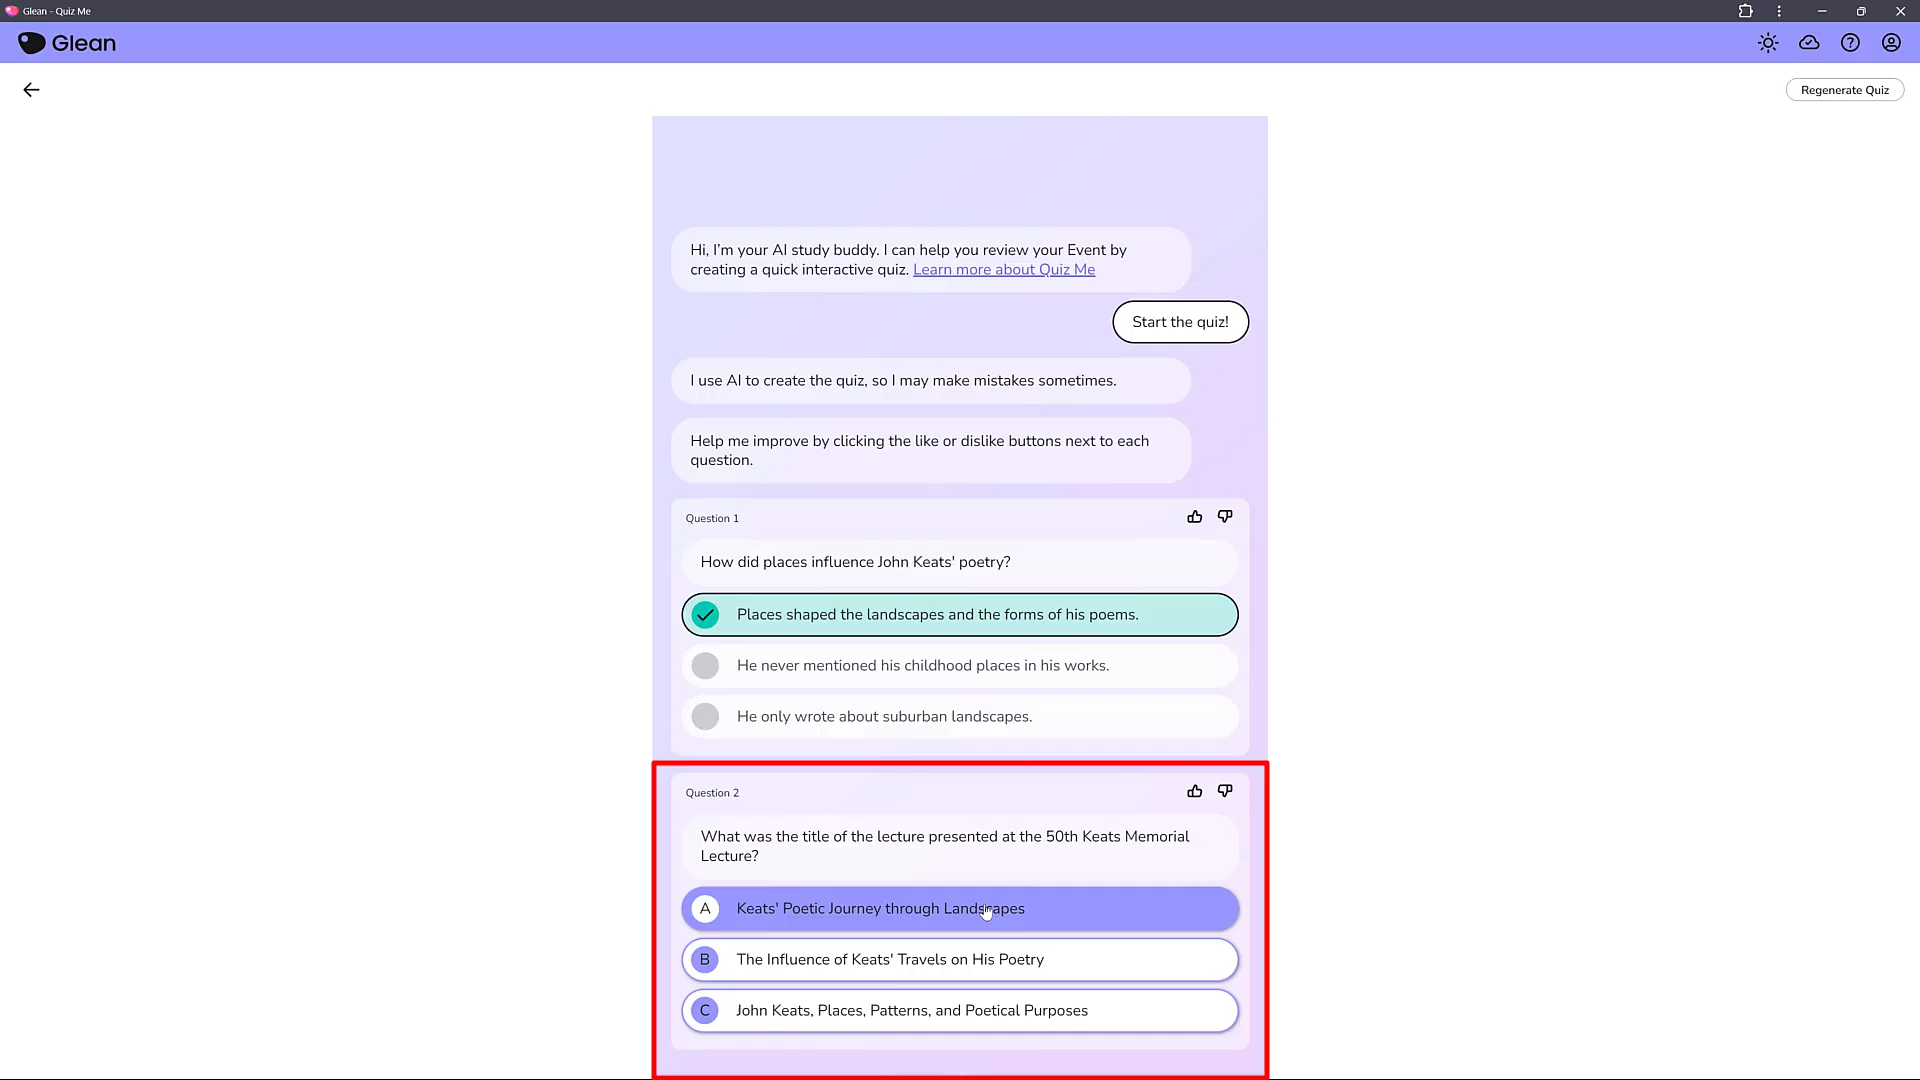 Glean - Quiz Me
Glean
Regenerate Quiz
Hi, I'm your AI study buddy. I can help you review your Event by
creating a quick interactive quiz. Learn more about Quiz Me
Start the quiz!
I use AI to create the quiz, so I may make mistakes sometimes.
Help me improve by clicking the like or dislike buttons next to each
question.
Question 1
How did places influence John Keats' poetry?
Places shaped the landscapes and the forms of his poems.
He never mentioned his childhood places in his works.
He only wrote about suburban landscapes.
Question 2
What was the title of the lecture presented at the 50th Keats Memorial
Lecture?
A Keats' Poetic Journey through Landscapes
B The Influence of Keats' Travels on His Poetry
C John Keats, Places, Patterns, and Poetical Purposes